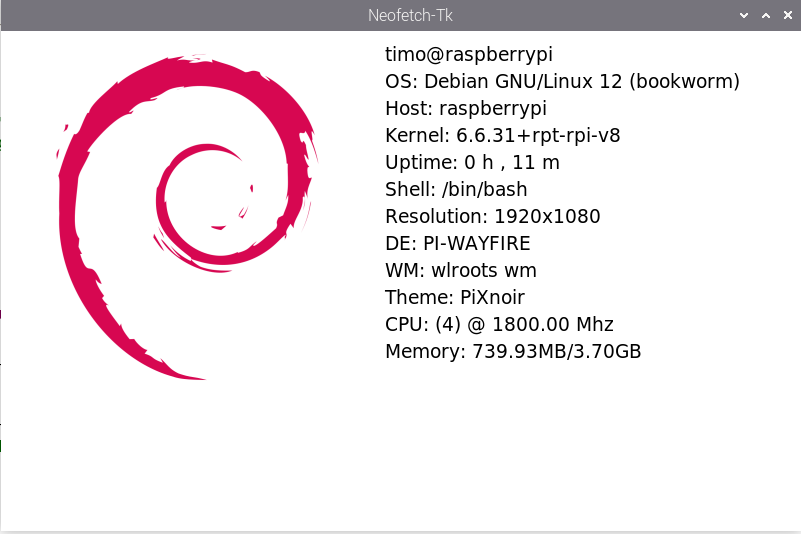 Neofetch-Tk
timo@raspberrypi
OS: Debian GNU/Linux 12 (bookworm)
Host: raspberrypi
Kernel: 6.6.31+rpt-rpi-v8
Uptime: 0 h , 11 m
Shell: /bin/bash
Resolution: 1920x1080
DE: PI-WAYFIRE
WM: wlroots wm
Theme: PiXnoir
CPU: (4) @ 1800.00 Mhz
Memory: 739.93MB/3.70GB